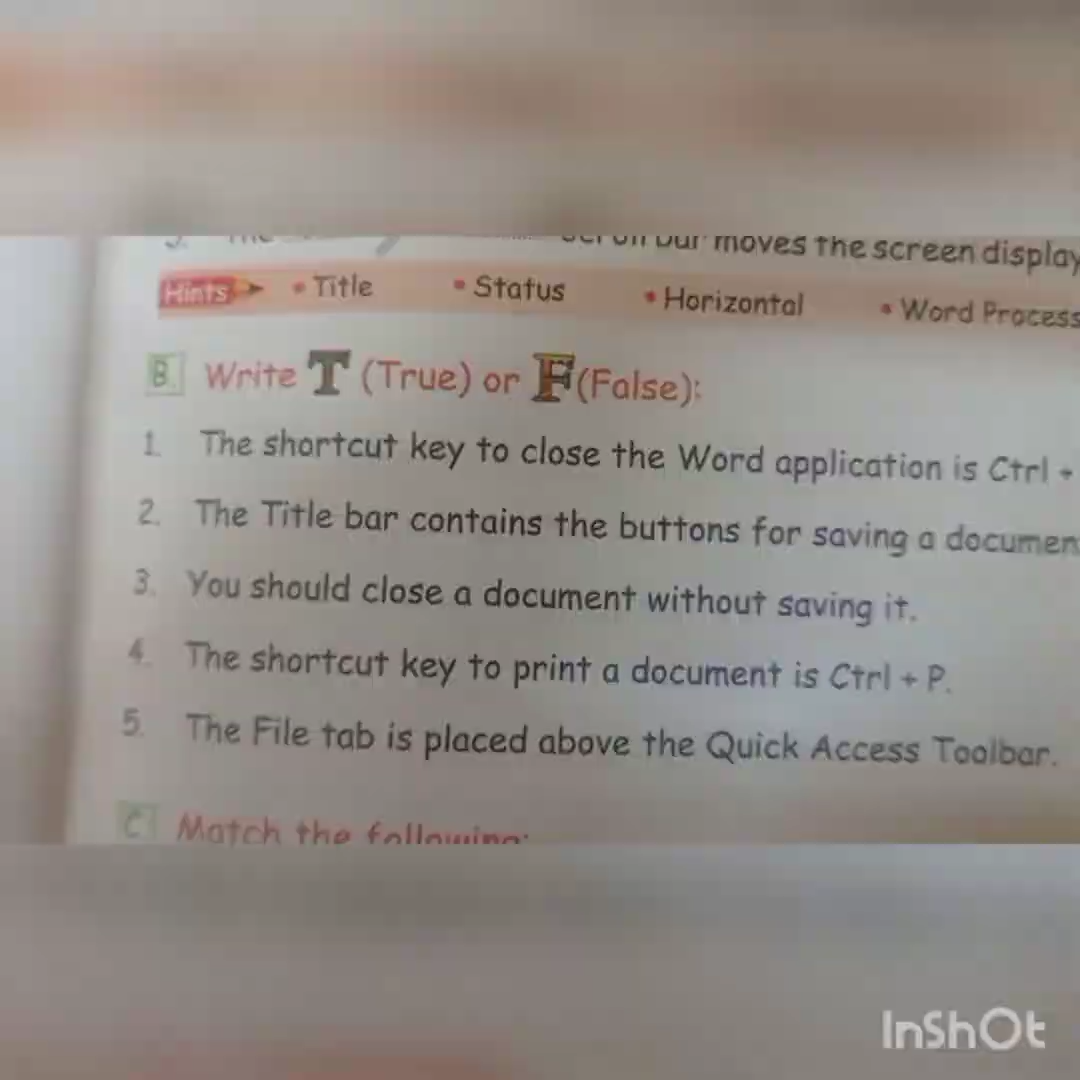 scroll bar moves the screen display
Hints • Title • Status • Horizontal • Word Process
B. Write T (True) or F (False):
1. The shortcut key to close the Word application is Ctrl +
2. The Title bar contains the buttons for saving a documen
3. You should close a document without saving it.
4. The shortcut key to print a document is Ctrl + P.
5. The File tab is placed above the Quick Access Toolbar.
C Match the following:
InShOt